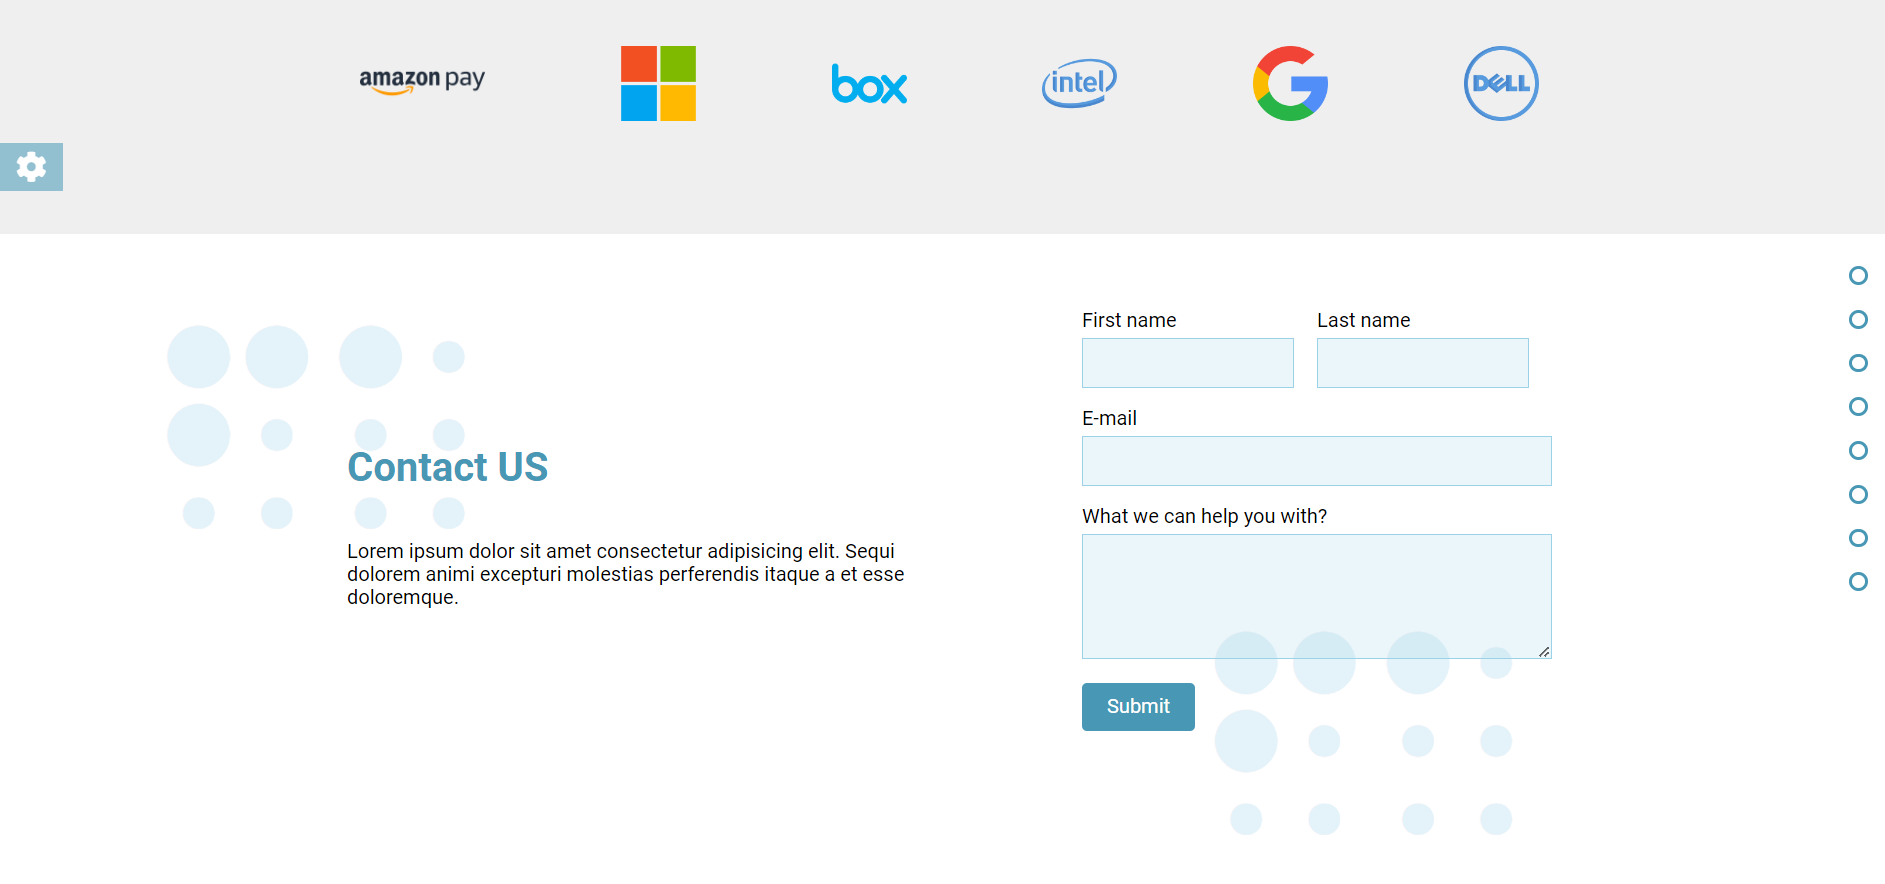 amazon pay
box
intel
DELL
First name
Last name
E-mail
Contact US
What we can help you with?
Lorem ipsum dolor sit amet consectetur adipisicing elit. Sequi
dolorem animi excepturi molestias perferendis itaque a et esse
doloremque.
Submit